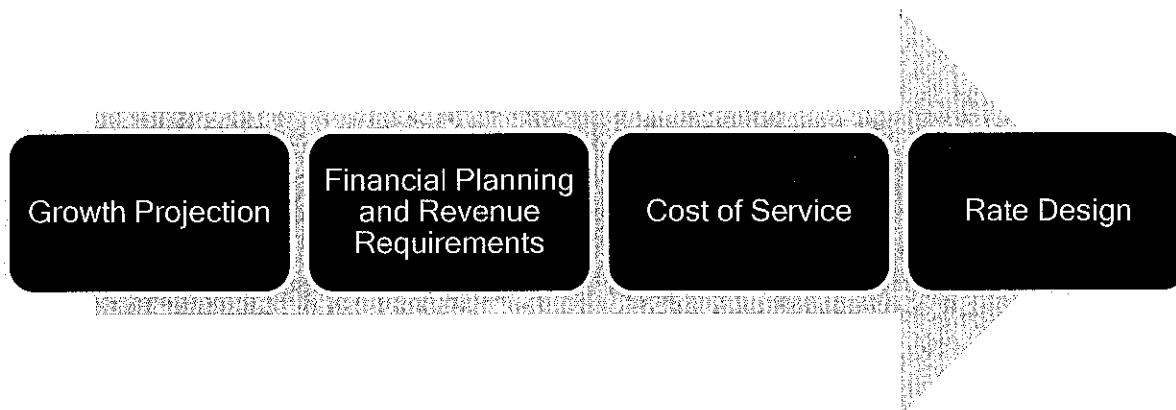 Growth Projection
Financial Planning
and Revenue
Requirements
Cost of Service
Rate Design